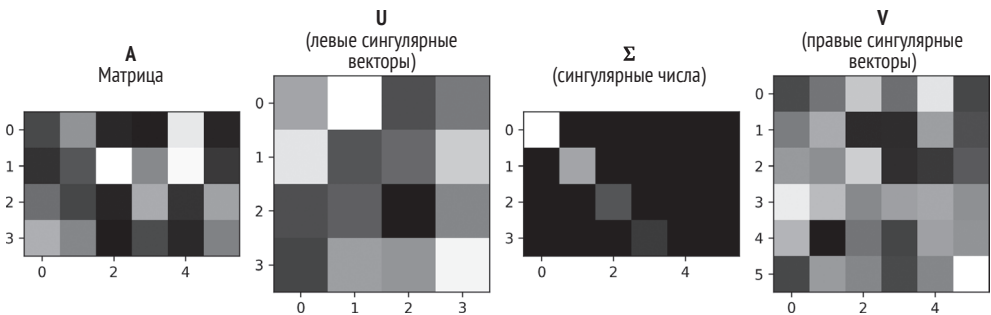 A
Матрица
0
1
2
3
0 2 4
U
(левые сингулярные
векторы)
0
1
2
3
0 1 2 3
Σ
(сингулярные числа)
0
1
2
3
0 2 4
V
(правые сингулярные
векторы)
0
1
2
3
4
5
0 2 4